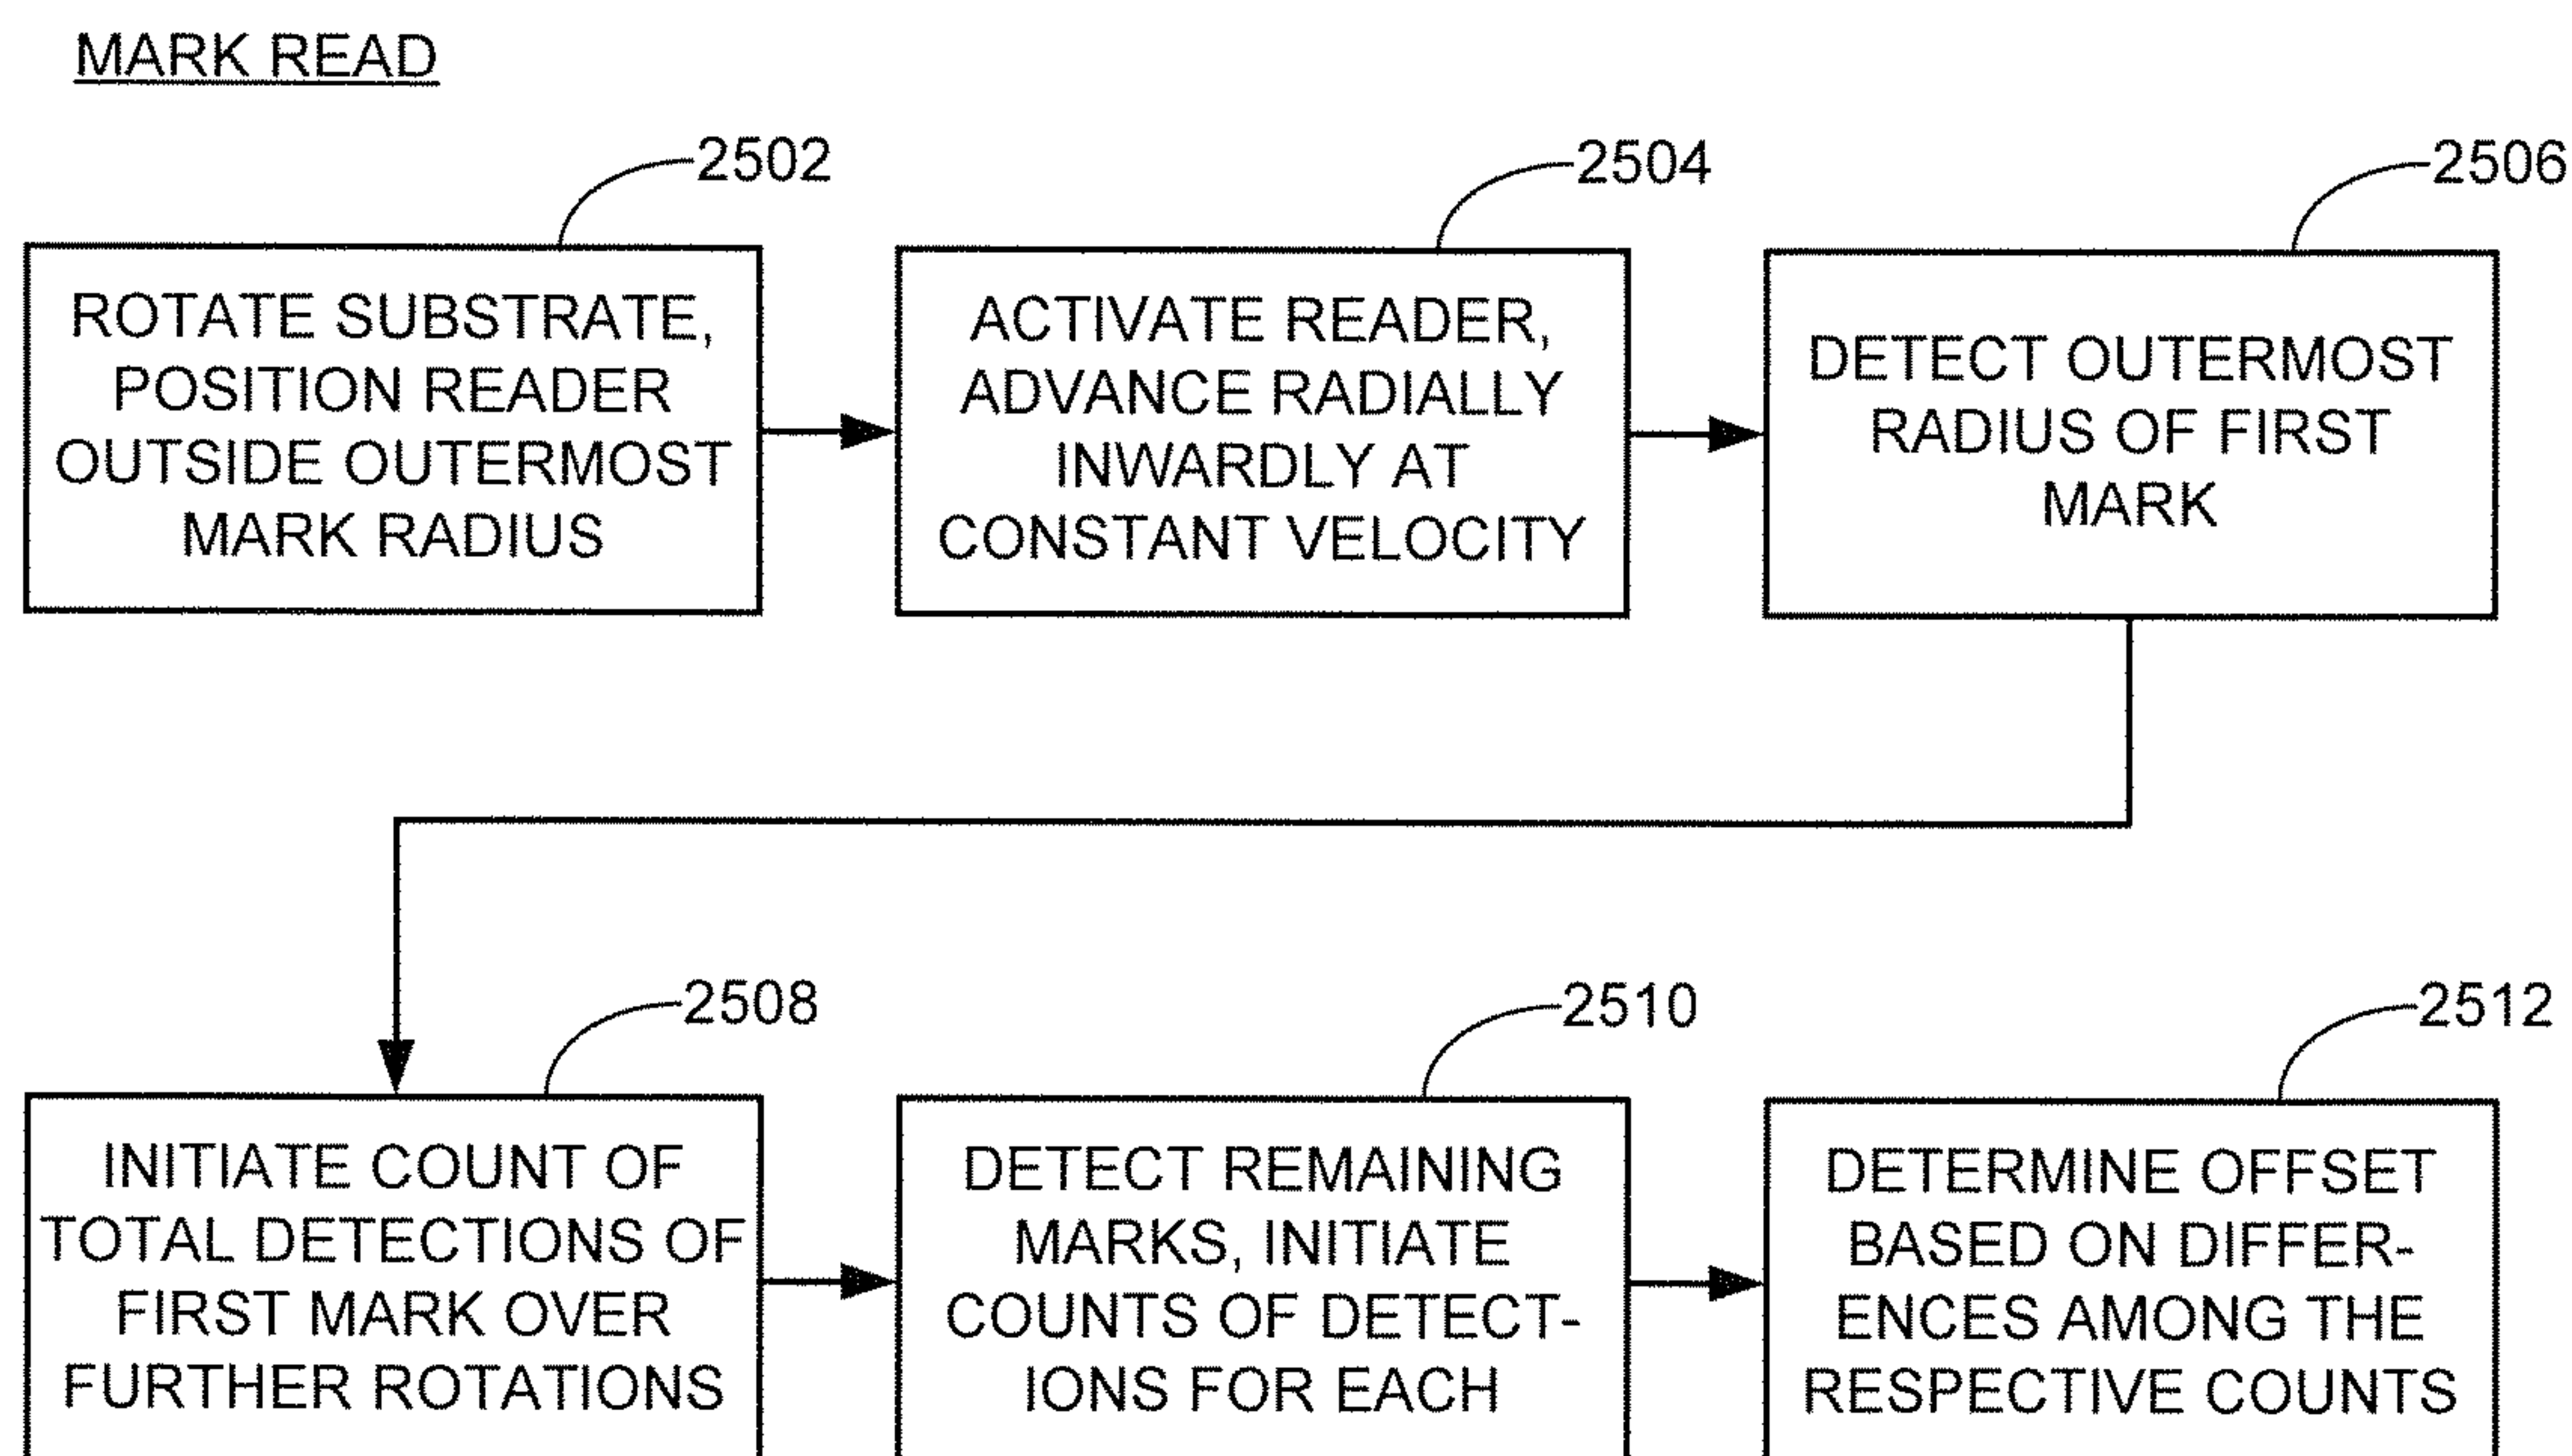 MARK READ
2502
2504
2506
ROTATE SUBSTRATE,
POSITION READER
OUTSIDE OUTERMOST
MARK RADIUS
ACTIVATE READER,
ADVANCE RADIALLY
INWARDLY AT
CONSTANT VELOCITY
DETECT OUTERMOST
RADIUS OF FIRST
MARK
2508
2510
2512
INITIATE COUNT OF
TOTAL DETECTIONS OF
FIRST MARK OVER
FURTHER ROTATIONS
DETECT REMAINING
MARKS, INITIATE
COUNTS OF DETECT-
IONS FOR EACH
DETERMINE OFFSET
BASED ON DIFFER-
ENCES AMONG THE
RESPECTIVE COUNTS